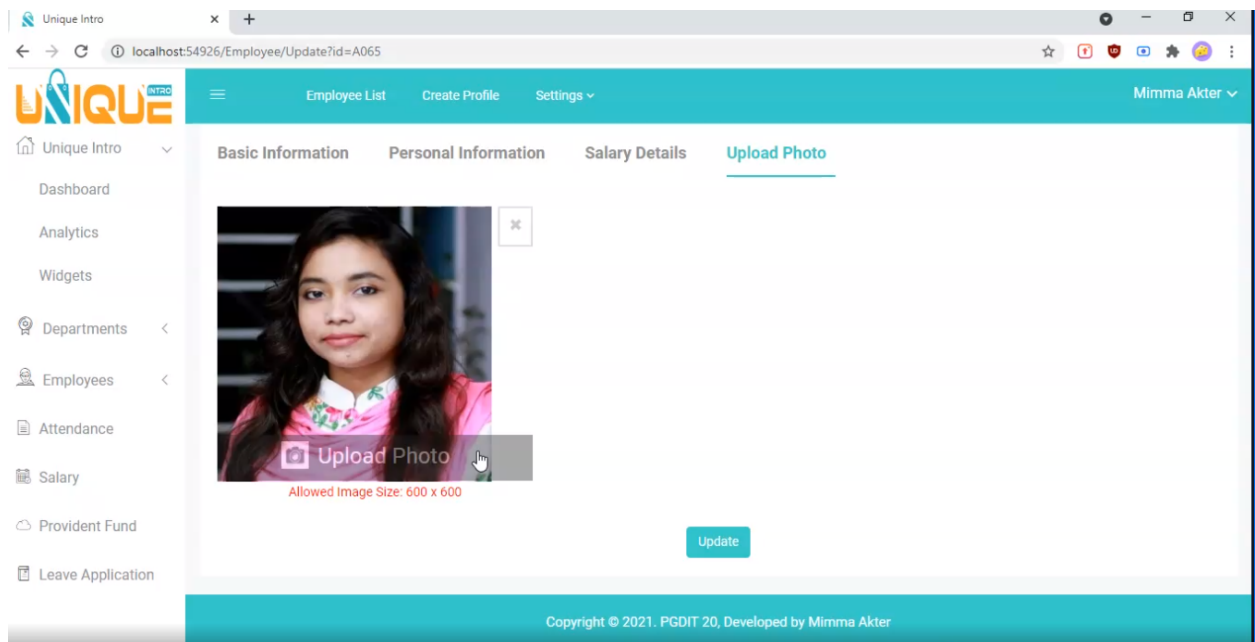 Unique Intro
localhost:54926/Employee/Update?id=A065
UNIQUE INTRO
Employee List
Create Profile
Settings
Mimma Akter
Unique Intro
Dashboard
Analytics
Widgets
Departments
Employees
Attendance
Salary
Provident Fund
Leave Application
Basic Information
Personal Information
Salary Details
Upload Photo
Upload Photo
Allowed Image Size: 600 x 600
Update
Copyright © 2021. PGDIT 20, Developed by Mimma Akter